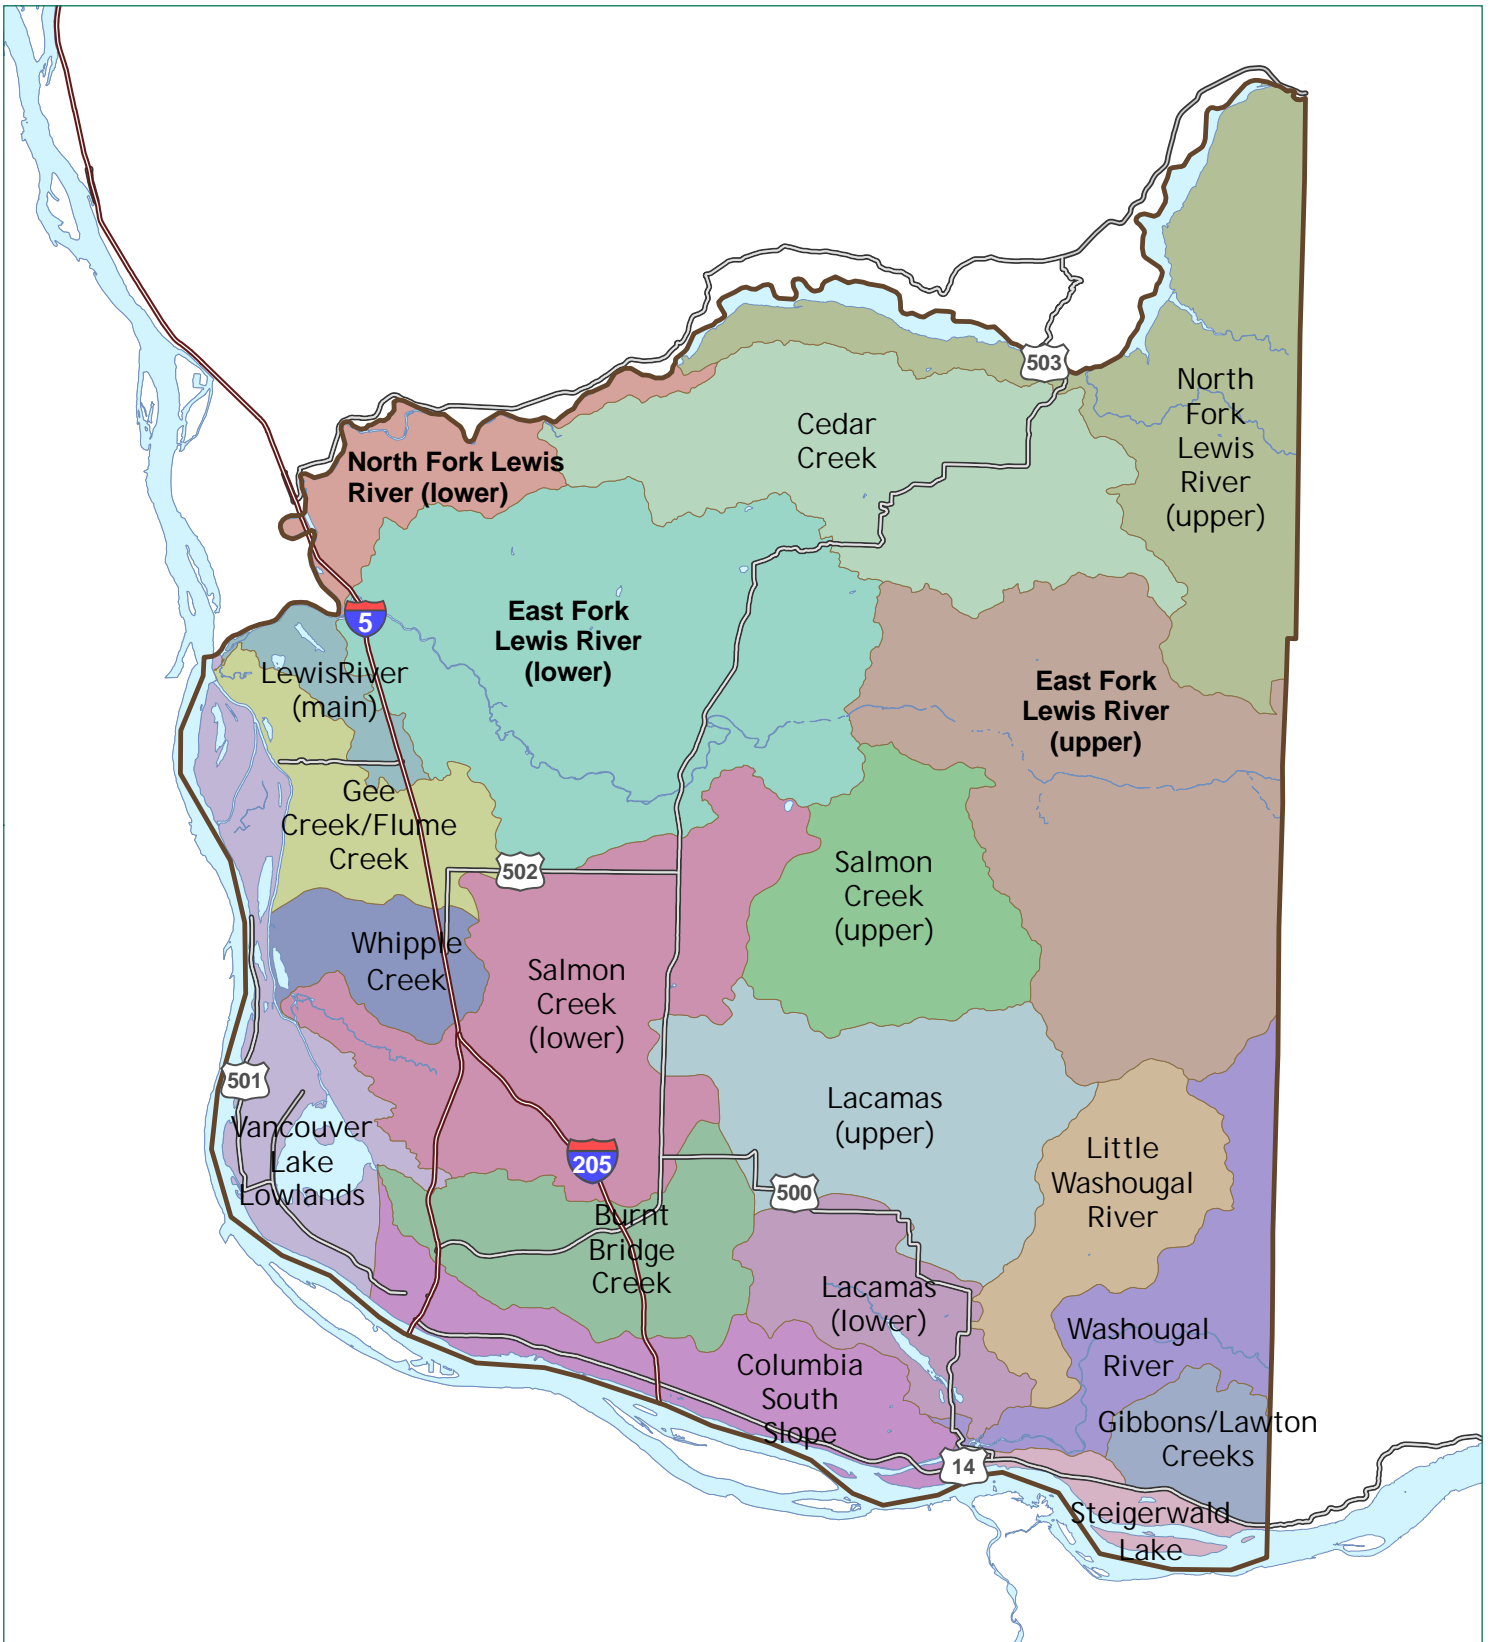 503
North
Fork
Lewis
River
(upper)
Cedar
Creek
North Fork Lewis
River (lower)
5
East Fork
Lewis River
(lower)
LewisRiver
(main)
East Fork
Lewis River
(upper)
Gee
Creek/Flume
Creek
502
Salmon
Creek
(upper)
Whipple
Creek
Salmon
Creek
(lower)
501
Vancouver
Lake
Lowlands
Lacamas
(upper)
205
Little
Washougal
River
500
Burnt
Bridge
Creek
Lacamas
(lower)
Washougal
River
Columbia
South
Slope
Gibbons/Lawton
Creeks
14
Steigerwald
Lake